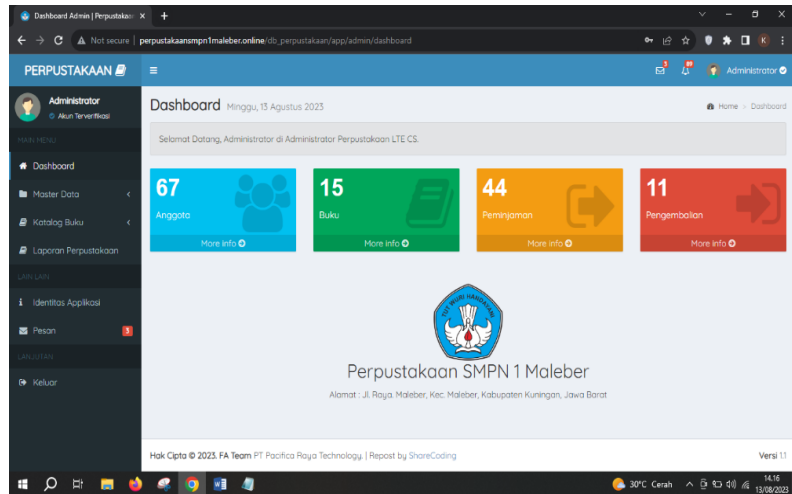 Dashboard Admin | Perpustakaan
Not secure | perpustakaansmpn1maleber.online/db_perpustakaan/app/admin/dashboard
K
PERPUSTAKAAN
5
89
Administrator
Administrator
Akun Terverifikasi
Dashboard Minggu, 13 Agustus 2023
Home > Dashboard
MAIN MENU
Selamat Datang, Administrator di Administrator Perpustakaan LTE CS.
Dashboard
Master Data
Katalog Buku
Laporan Perpustakaan
67
Anggota
More info
15
Buku
More info
44
Peminjaman
More info
11
Pengembalian
More info
LAIN LAIN
Identitas Applikasi
Pesan 5
LANJUTAN
Keluar
TUT WURI HANDAYANI
Perpustakaan SMPN 1 Maleber
Alamat : Jl. Raya Maleber, Kec. Maleber, Kabupaten Kuningan, Jawa Barat
Hak Cipta © 2023. FA Team PT Pacifica Raya Technology. | Repost by ShareCoding
Versi 1.1
30°C Cerah
14.16
13/08/2023